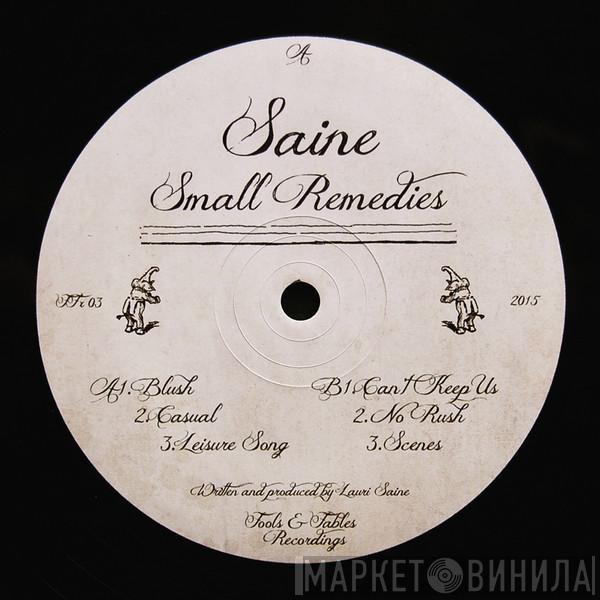 A
Saine
Small Remedies
TTr 03
2015
A1. Blush
2. Casual
3. Leisure Song
B1. Can't Keep Us
2. No Rush
3. Scenes
Written and produced by Lauri Saine
Tools & Tables
Recordings
МАРКЕТ ВИНИЛА